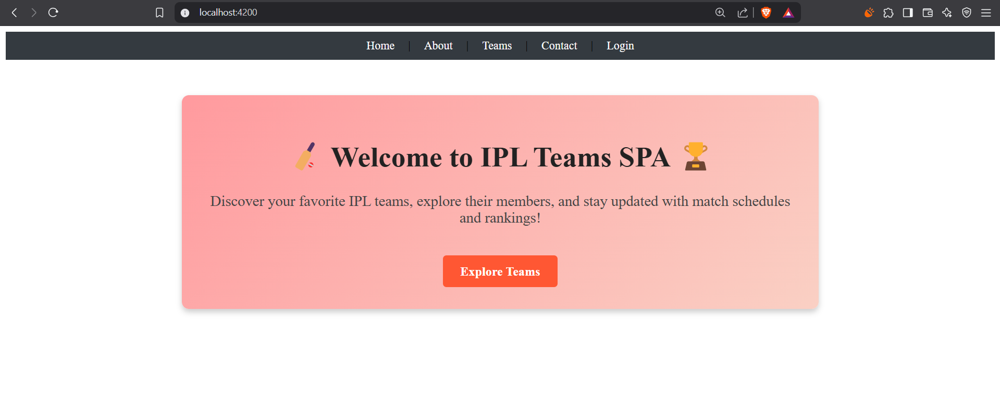 localhost:4200
Home | About | Teams | Contact | Login
Welcome to IPL Teams SPA
Discover your favorite IPL teams, explore their members, and stay updated with match schedules
and rankings!
Explore Teams